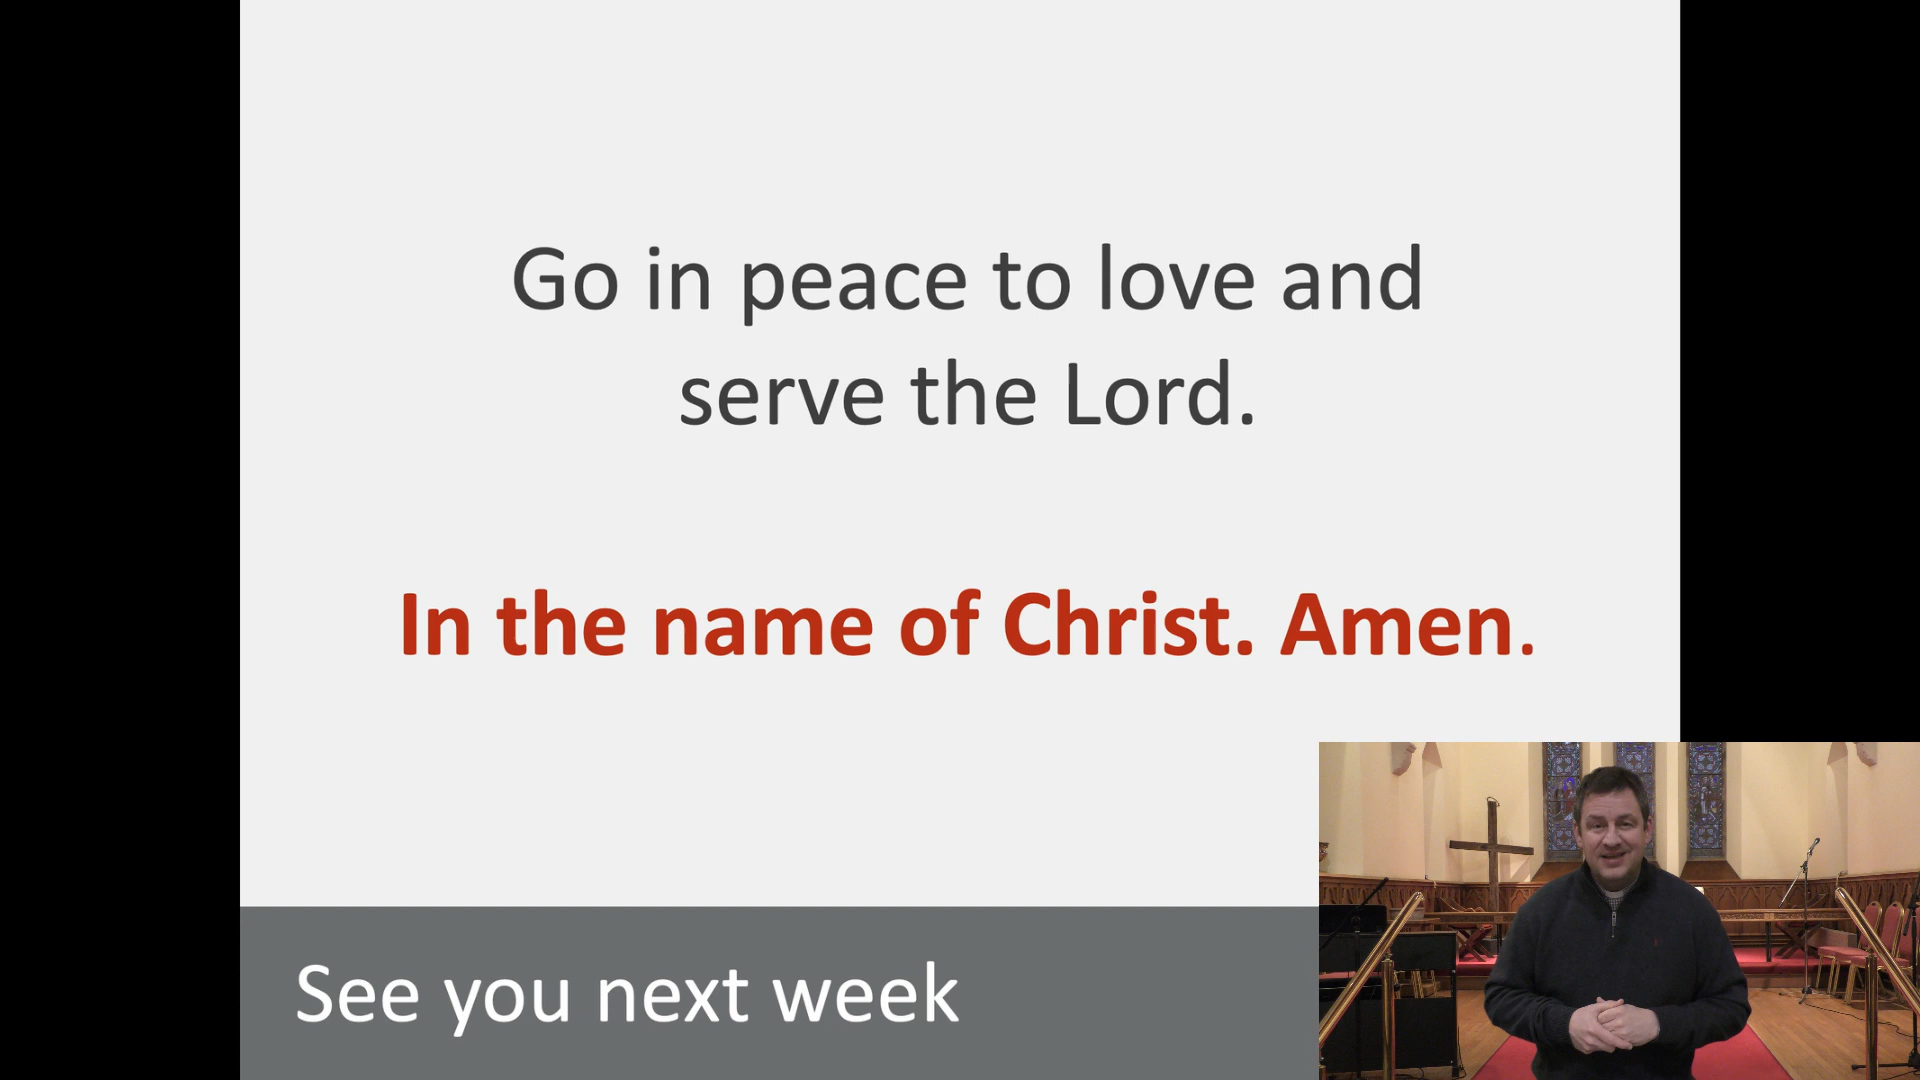 Go in peace to love and
serve the Lord.
In the name of Christ. Amen.
See you next week